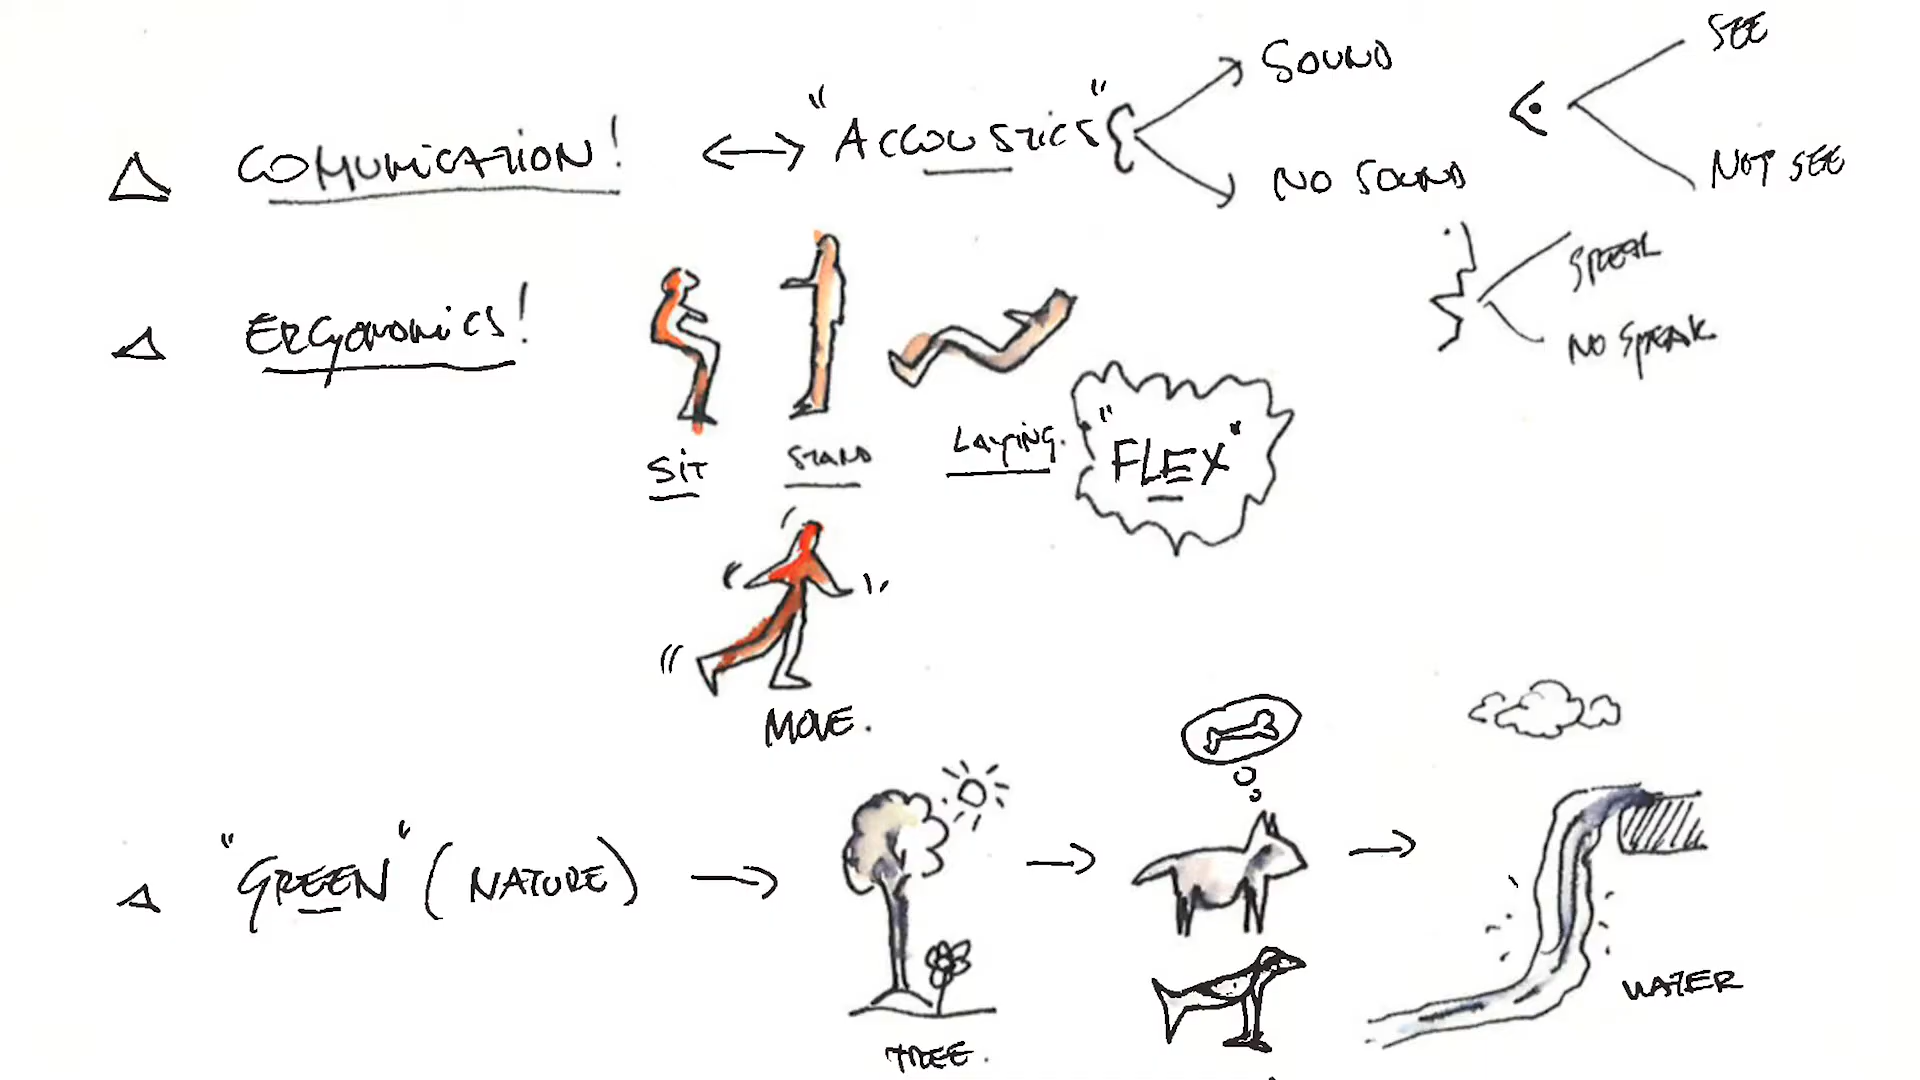 COMUNICATION! ↔ "ACCOUSTICS"
SOUND
NO SOUND
SEE
NOT SEE
SPEAK
NO SPEAK
ERGONOMICS!
SIT
STAND
LAYING.
"FLEX"
MOVE.
"GREEN" (NATURE) →
TREE.
WATER